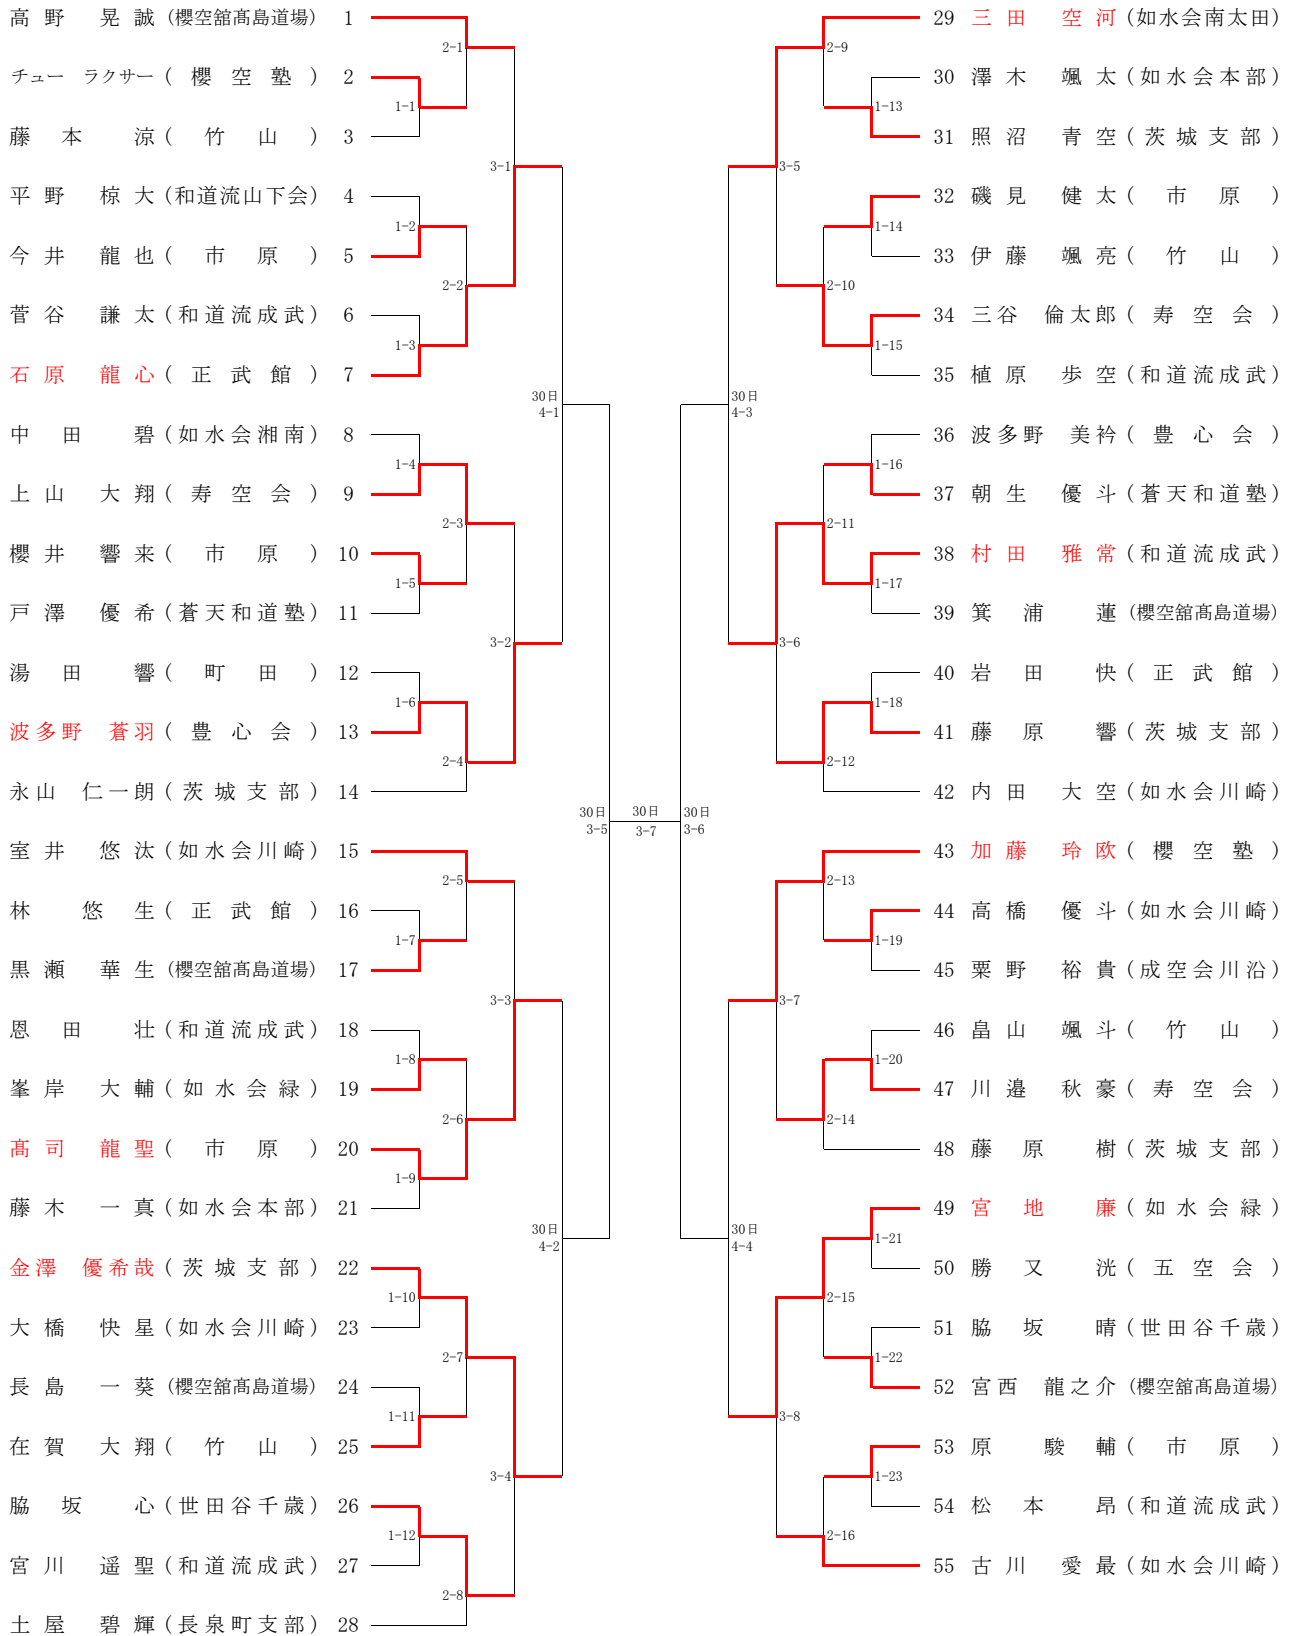 高野 晃誠 (櫻空舘髙島道場) 1
チュー ラクサー (櫻空塾) 2
藤本 涼 (竹山) 3
平野 椋大 (和道流山下会) 4
今井 龍也 (市原) 5
菅谷 謙太 (和道流成武) 6
石原 龍心 (正武館) 7
中田 碧 (如水会湘南) 8
上山 大翔 (寿空会) 9
櫻井 響来 (市原) 10
戸澤 優希 (蒼天和道塾) 11
湯田 響 (町田) 12
波多野 蒼羽 (豊心会) 13
永山 仁一朗 (茨城支部) 14
室井 悠汰 (如水会川崎) 15
林 悠生 (正武館) 16
黒瀬 華生 (櫻空舘髙島道場) 17
恩田 壮 (和道流成武) 18
峯岸 大輔 (如水会緑) 19
髙司 龍聖 (市原) 20
藤木 一真 (如水会本部) 21
金澤 優希哉 (茨城支部) 22
大橋 快星 (如水会川崎) 23
長島 一葵 (櫻空舘髙島道場) 24
在賀 大翔 (竹山) 25
脇坂 心 (世田谷千歳) 26
宮川 遥聖 (和道流成武) 27
土屋 碧輝 (長泉町支部) 28
1-1
1-2
1-3
1-4
1-5
1-6
1-7
1-8
1-9
1-10
1-11
1-12
2-1
2-2
2-3
2-4
2-5
2-6
2-7
2-8
3-1
3-2
3-3
3-4
30日
4-1
30日
4-2
30日
3-5
30日
3-7
30日
3-6
30日
4-3
30日
4-4
3-5
3-6
3-7
3-8
2-9
2-10
2-11
2-12
2-13
2-14
2-15
2-16
1-13
1-14
1-15
1-16
1-17
1-18
1-19
1-20
1-21
1-22
1-23
29 三田 空河 (如水会南太田)
30 澤木 颯太 (如水会本部)
31 照沼 青空 (茨城支部)
32 磯見 健太 (市原)
33 伊藤 颯亮 (竹山)
34 三谷 倫太郎 (寿空会)
35 植原 歩空 (和道流成武)
36 波多野 美衿 (豊心会)
37 朝生 優斗 (蒼天和道塾)
38 村田 雅常 (和道流成武)
39 箕浦 蓮 (櫻空舘髙島道場)
40 岩田 快 (正武館)
41 藤原 響 (茨城支部)
42 内田 大空 (如水会川崎)
43 加藤 玲欧 (櫻空塾)
44 高橋 優斗 (如水会川崎)
45 粟野 裕貴 (成空会川沿)
46 畠山 颯斗 (竹山)
47 川邉 秋豪 (寿空会)
48 藤原 樹 (茨城支部)
49 宮地 廉 (如水会緑)
50 勝又 洸 (五空会)
51 脇坂 晴 (世田谷千歳)
52 宮西 龍之介 (櫻空舘髙島道場)
53 原 駿輔 (市原)
54 松本 昂 (和道流成武)
55 古川 愛最 (如水会川崎)